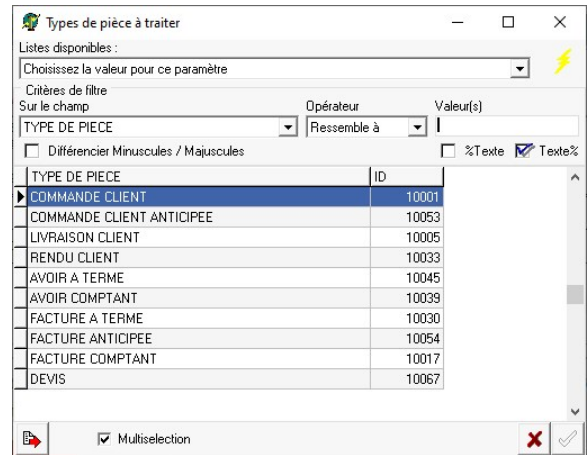 Types de pièce à traiter
Listes disponibles :
Choisissez la valeur pour ce paramètre
Critères de filtre
Sur le champ Opérateur Valeur(s)
TYPE DE PIECE Ressemble à
Différencier Minuscules / Majuscules %Texte Texte%
TYPE DE PIECE ID
COMMANDE CLIENT 10001
COMMANDE CLIENT ANTICIPEE 10053
LIVRAISON CLIENT 10005
RENDU CLIENT 10033
AVOIR A TERME 10045
AVOIR COMPTANT 10039
FACTURE A TERME 10030
FACTURE ANTICIPEE 10054
FACTURE COMPTANT 10017
DEVIS 10067
Multiselection